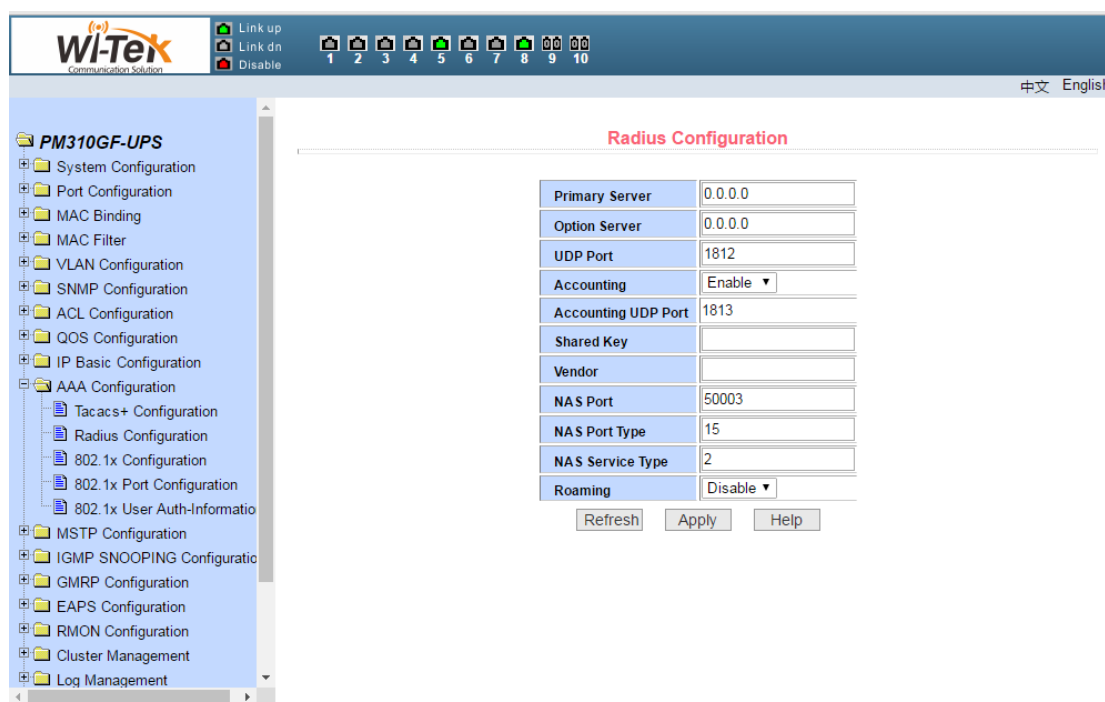 Wi-Tek
Communication Solution
Link up
Link dn
Disable
1 2 3 4 5 6 7 8 9 10
中文 English
PM310GF-UPS
System Configuration
Port Configuration
MAC Binding
MAC Filter
VLAN Configuration
SNMP Configuration
ACL Configuration
QOS Configuration
IP Basic Configuration
AAA Configuration
Tacacs+ Configuration
Radius Configuration
802.1x Configuration
802.1x Port Configuration
802.1x User Auth-Informatio
MSTP Configuration
IGMP SNOOPING Configuratio
GMRP Configuration
EAPS Configuration
RMON Configuration
Cluster Management
Log Management
Radius Configuration
Primary Server 0.0.0.0
Option Server 0.0.0.0
UDP Port 1812
Accounting Enable
Accounting UDP Port 1813
Shared Key
Vendor
NAS Port 50003
NAS Port Type 15
NAS Service Type 2
Roaming Disable
Refresh Apply Help